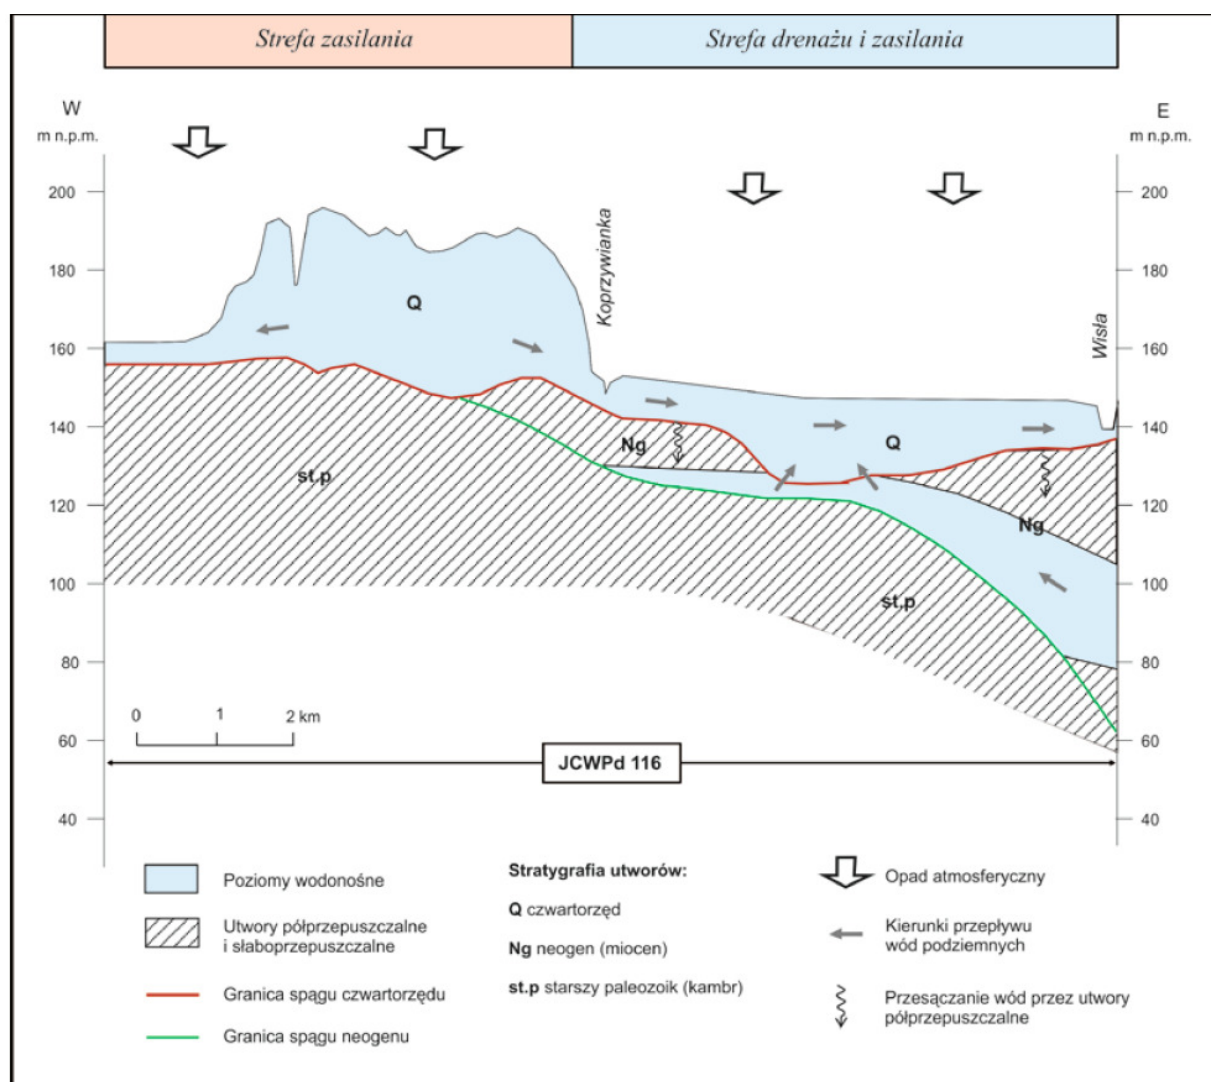 Strefa zasilania
Strefa drenażu i zasilania
W
m n.p.m.
E
m n.p.m.
200
180
160
140
120
100
80
60
40
200
180
160
140
120
100
80
60
40
Koprzywianka
Wisła
Q
Q
Ng
Ng
st.p
st.p
0 1 2 km
JCWPd 116
Poziomy wodonośne
Utwory półprzepuszczalne
i słaboprzepuszczalne
Granica spągu czwartorzędu
Granica spągu neogenu
Stratygrafia utworów:
Q czwartorzęd
Ng neogen (miocen)
st.p starszy paleozoik (kambr)
Opad atmosferyczny
Kierunki przepływu
wód podziemnych
Przesączanie wód przez utwory
półprzepuszczalne